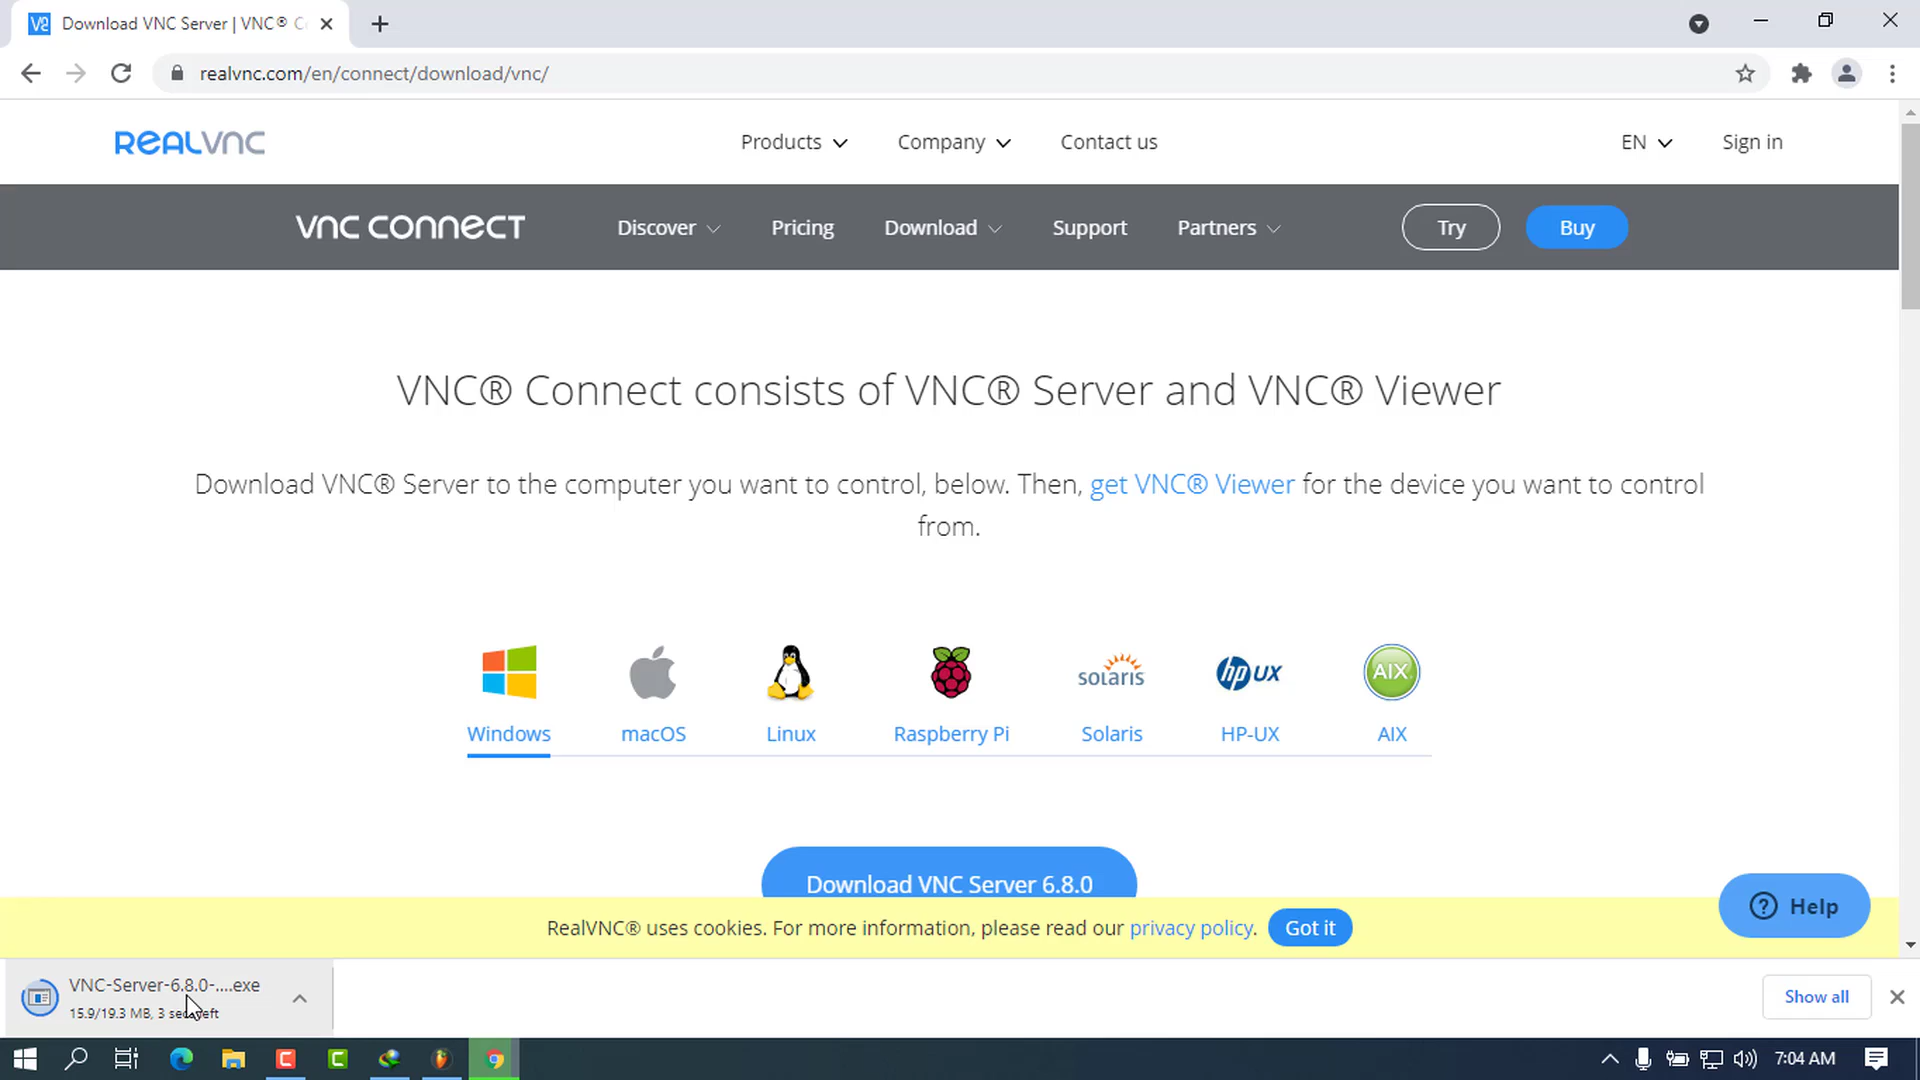 Download VNC Server | VNC® C
realvnc.com/en/connect/download/vnc/
REALVNC
Products
Company
Contact us
EN
Sign in
vnc connect
Discover
Pricing
Download
Support
Partners
Try
Buy
VNC® Connect consists of VNC® Server and VNC® Viewer
Download VNC® Server to the computer you want to control, below. Then, get VNC® Viewer for the device you want to control
from.
solaris
hp UX
AIX
Windows
macOS
Linux
Raspberry Pi
Solaris
HP-UX
AIX
Download VNC Server 6.8.0
Help
RealVNC® uses cookies. For more information, please read our privacy policy.
Got it
VNC-Server-6.8.0-....exe
15.9/19.3 MB, 3 sec left
Show all
7:04 AM